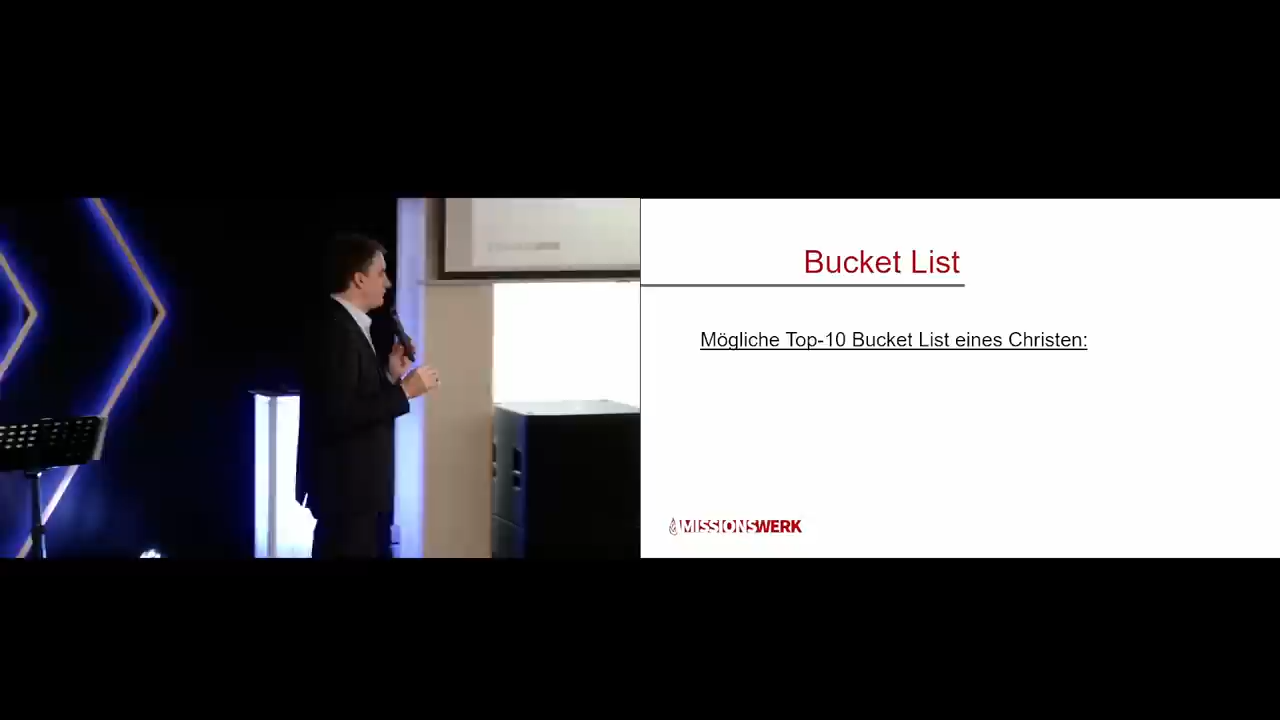 Bucket List
Mögliche Top-10 Bucket List eines Christen:
MISSIONSWERK